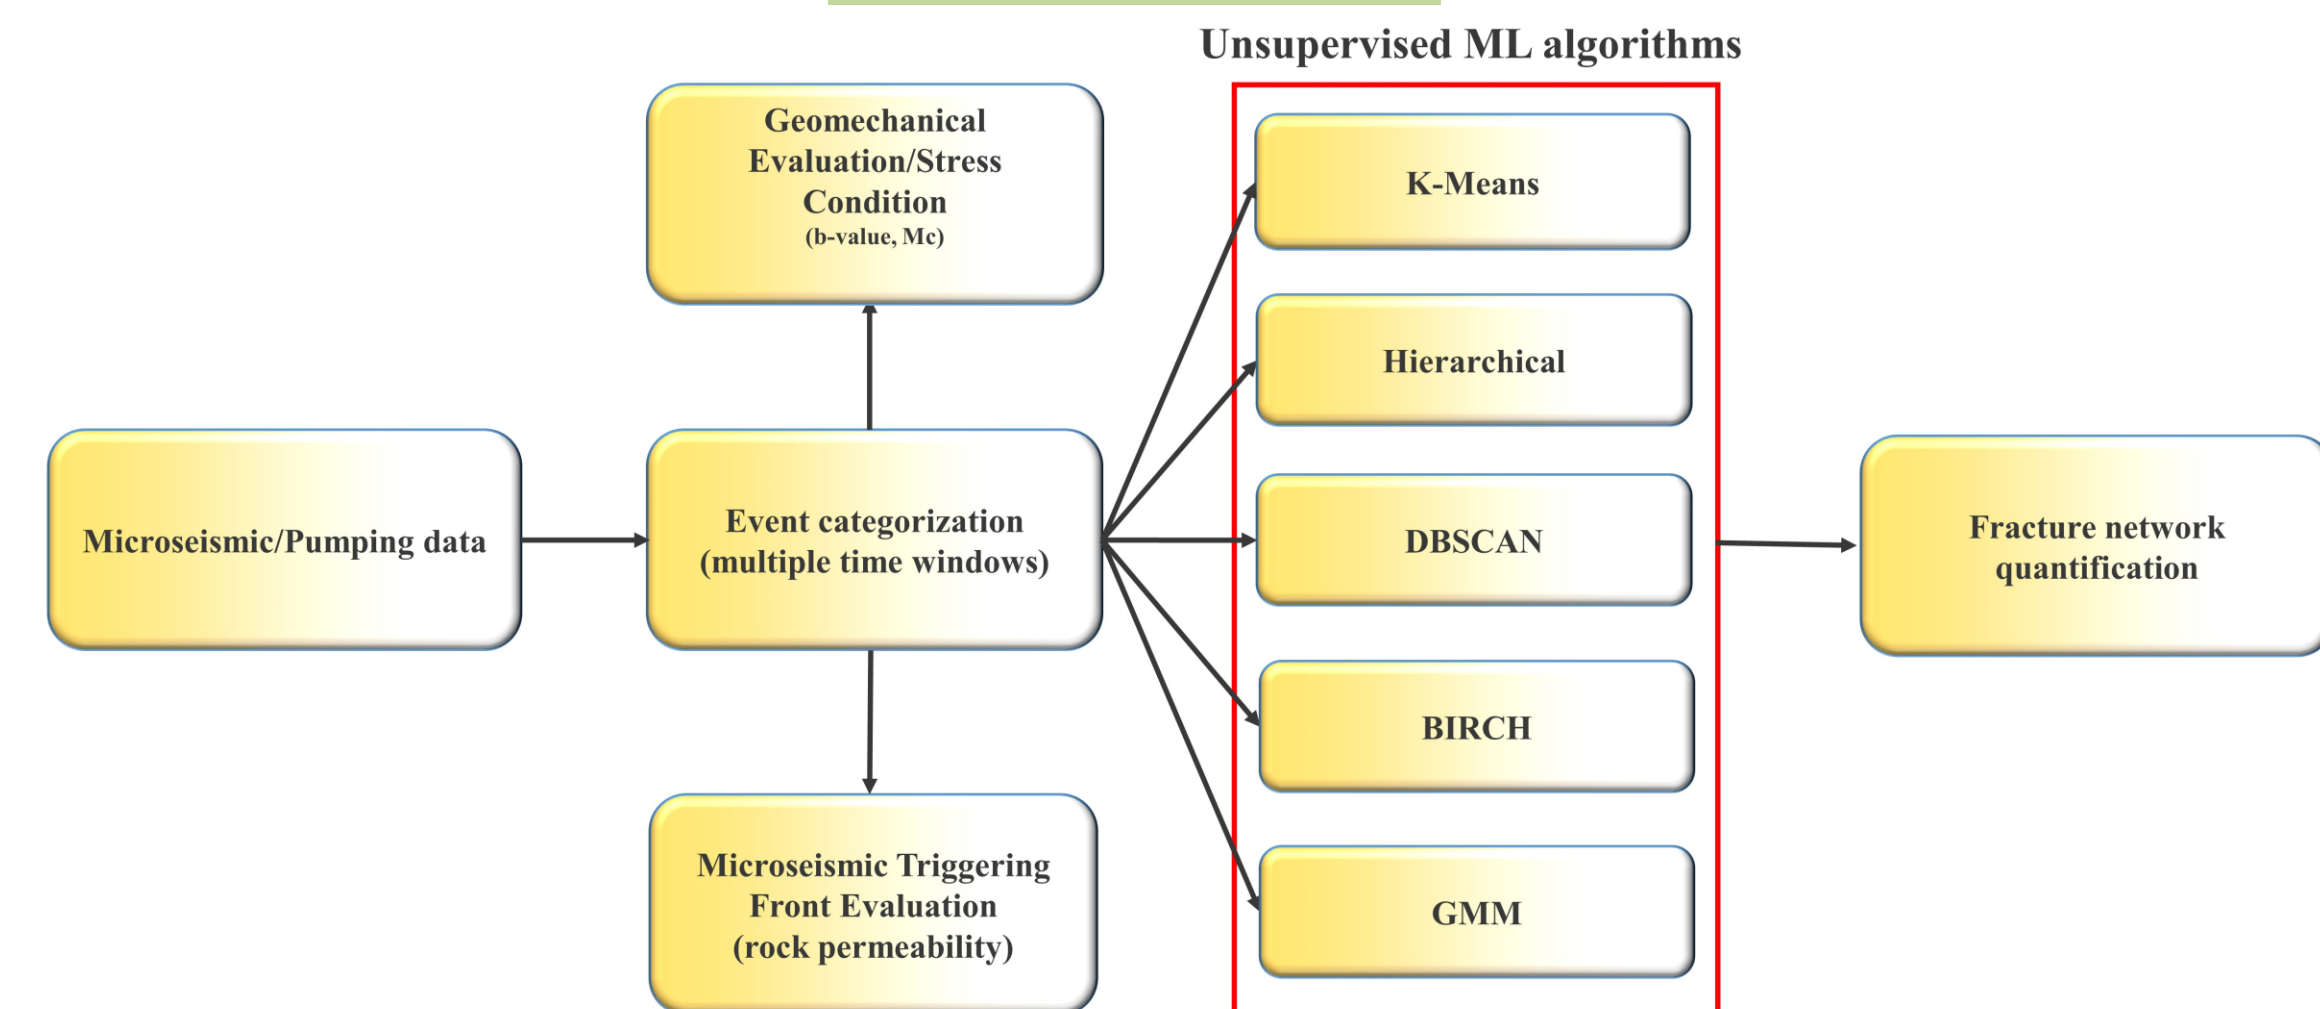 Unsupervised ML algorithms
Geomechanical
Evaluation/Stress
Condition
(b-value, Mc)
K-Means
Hierarchical
Microseismic/Pumping data
Event categorization
(multiple time windows)
DBSCAN
Fracture network
quantification
BIRCH
Microseismic Triggering
Front Evaluation
(rock permeability)
GMM